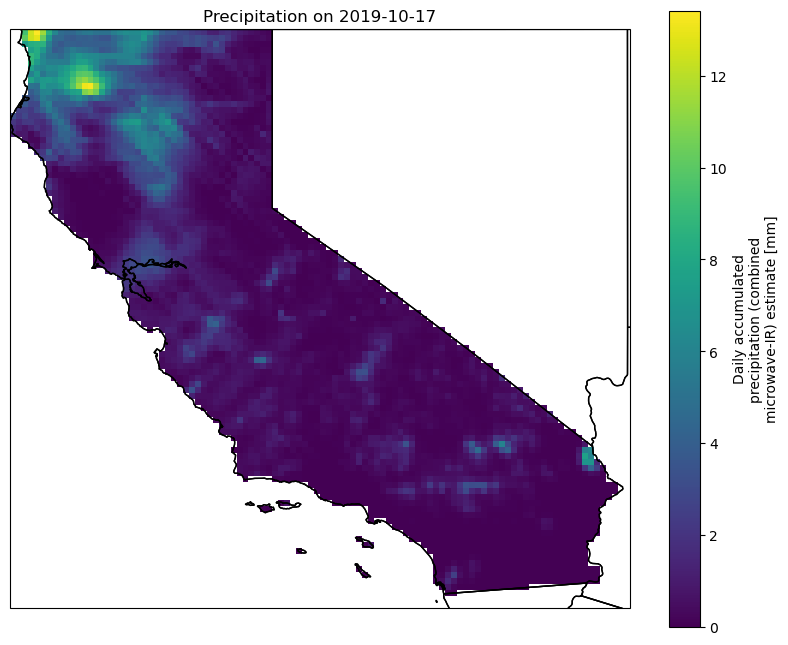 Precipitation on 2019-10-17
12
10
8
6
4
2
0
Daily accumulated
precipitation (combined
microwave-IR) estimate [mm]